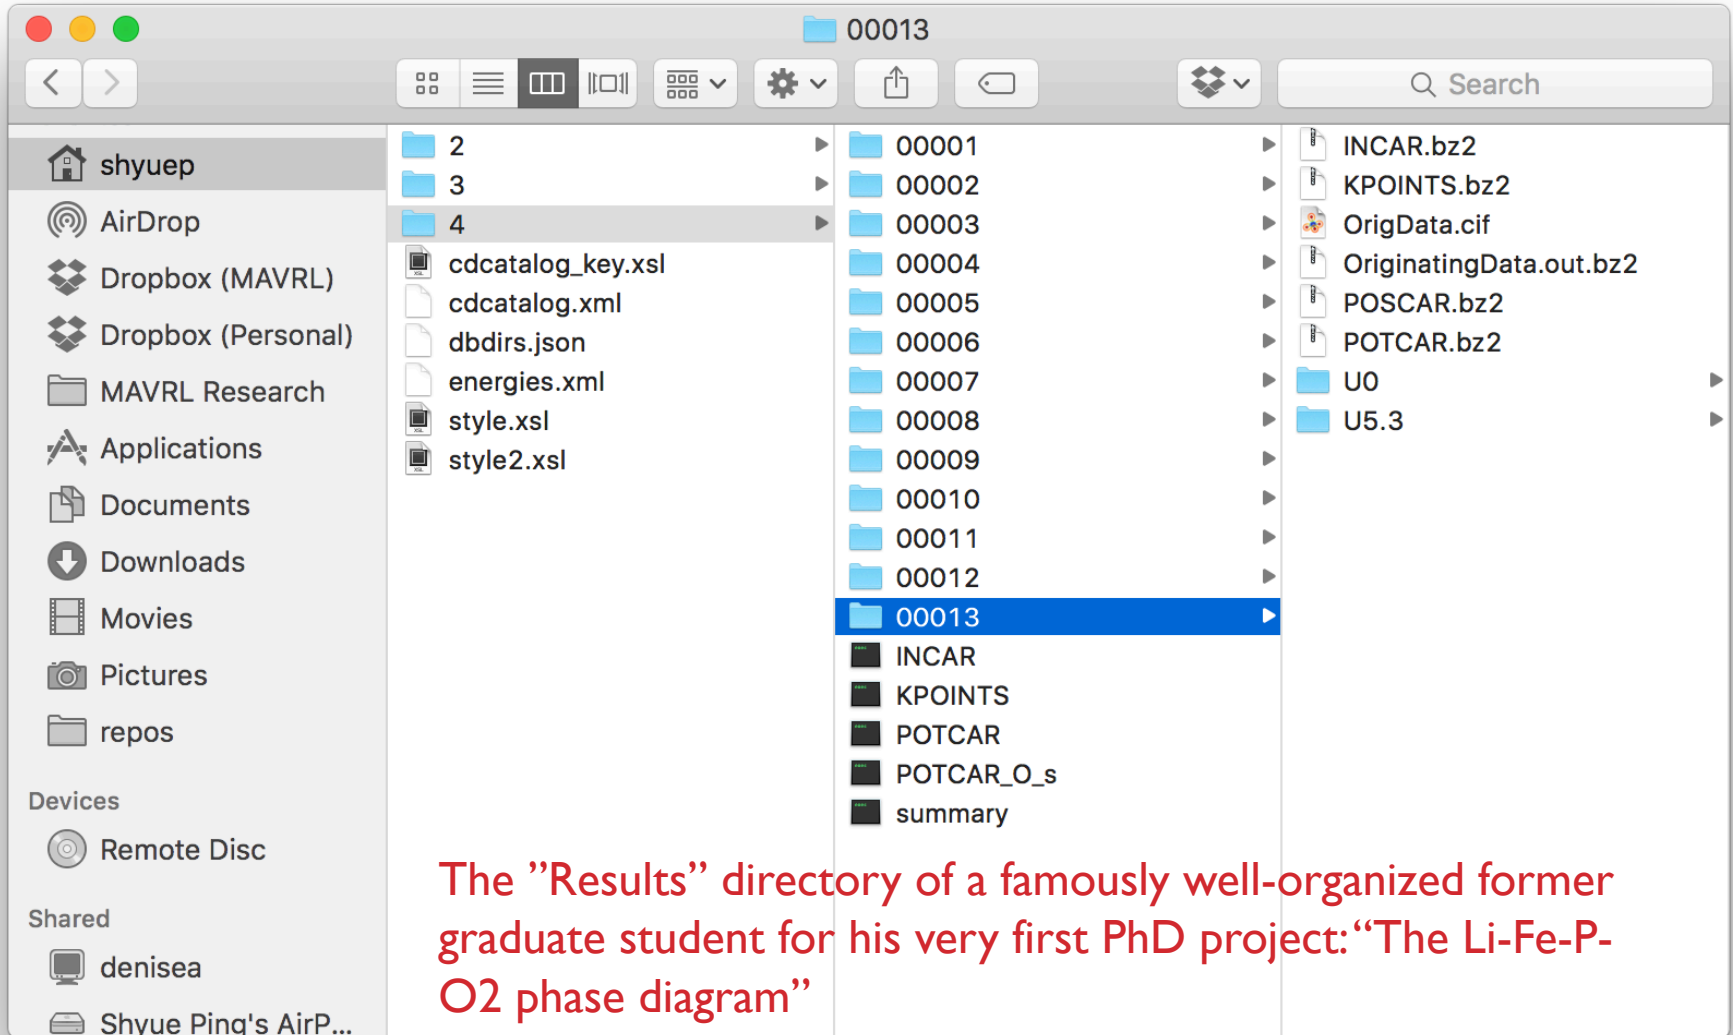 00013
Search
shyuep
AirDrop
Dropbox (MAVRL)
Dropbox (Personal)
MAVRL Research
Applications
Documents
Downloads
Movies
Pictures
repos
Devices
Remote Disc
Shared
denisea
Shyue Ping's AirP...
2
3
4
cdcatalog_key.xsl
cdcatalog.xml
dbdirs.json
energies.xml
style.xsl
style2.xsl
00001
00002
00003
00004
00005
00006
00007
00008
00009
00010
00011
00012
00013
INCAR
KPOINTS
POTCAR
POTCAR_O_s
summary
INCAR.bz2
KPOINTS.bz2
OrigData.cif
OriginatingData.out.bz2
POSCAR.bz2
POTCAR.bz2
U0
U5.3
The ”Results” directory of a famously well-organized former
graduate student for his very first PhD project: “The Li-Fe-P-
O2 phase diagram”